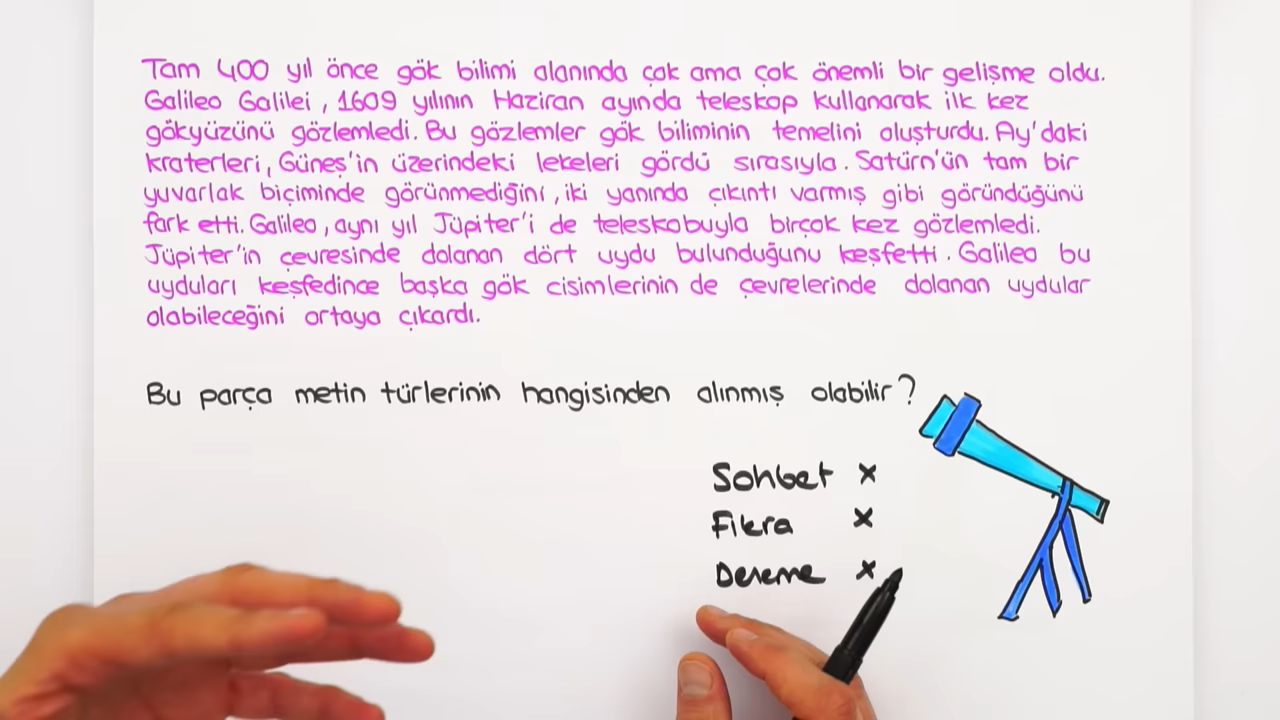 Tam 400 yıl önce gök bilimi alanında çok ama çok önemli bir gelişme oldu.
Galileo Galilei, 1609 yılının Haziran ayında teleskop kullanarak ilk kez
gökyüzünü gözlemledi. Bu gözlemler gök biliminin temelini oluşturdu. Ay'daki
kraterleri, Güneş'in üzerindeki lekeleri gördü sırasıyla. Satürn'ün tam bir
yuvarlak biçiminde görünmediğini, iki yanında çıkıntı varmış gibi göründüğünü
fark etti. Galileo, aynı yıl Jüpiter'i de teleskobuyla birçok kez gözlemledi.
Jüpiter'in çevresinde dolanan dört uydu bulunduğunu keşfetti. Galileo bu
uyduları keşfedince başka gök cisimlerinin de çevrelerinde dolanan uydular
olabileceğini ortaya çıkardı.
Bu parça metin türlerinin hangisinden alınmış olabilir?
Sohbet x
Fıkra x
Deneme x